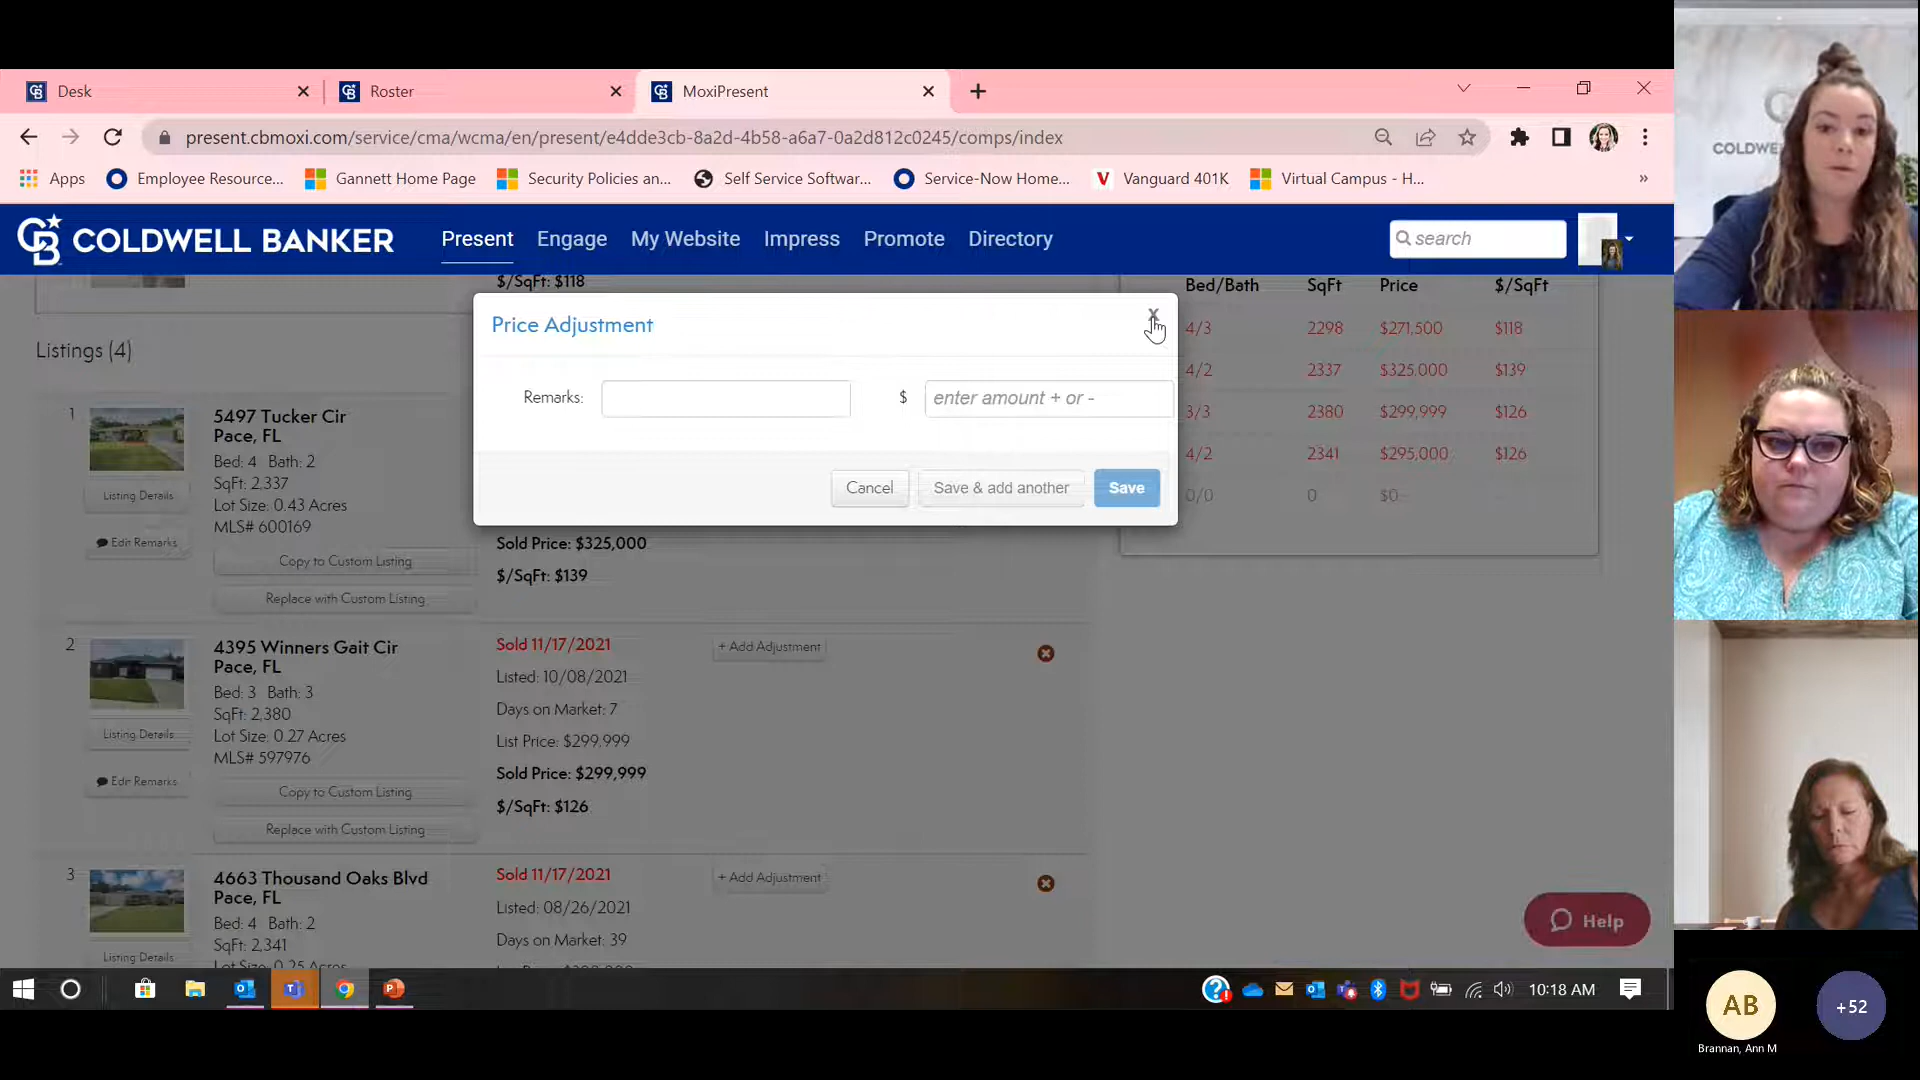 Desk
Roster
MoxiPresent
present.cbmoxi.com/service/cma/wcma/en/present/e4dde3cb-8a2d-4b58-a6a7-0a2d812c0245/comps/index
Apps
Employee Resource...
Gannett Home Page
Security Policies an...
Self Service Softwar...
Service-Now Home...
Vanguard 401K
Virtual Campus - H...
»
COLDWELL BANKER
Present
Engage
My Website
Impress
Promote
Directory
search
$/SqFt: $118
Listings (4)
Price Adjustment
X
Remarks:
$
enter amount + or -
Cancel
Save & add another
Save
Bed/Bath SqFt Price $/SqFt
4/3 2298 $271,500 $118
4/2 2337 $325,000 $139
3/3 2380 $299,999 $126
4/2 2341 $295,000 $126
0/0 0 $0
1
5497 Tucker Cir
Pace, FL
Bed: 4 Bath: 2
SqFt: 2,337
Lot Size: 0.43 Acres
MLS# 600169
Listing Details
Edit Remarks
Copy to Custom Listing
Replace with Custom Listing
Sold Price: $325,000
$/SqFt: $139
2
4395 Winners Gait Cir
Pace, FL
Bed: 3 Bath: 3
SqFt: 2,380
Lot Size: 0.27 Acres
MLS# 597976
Listing Details
Edit Remarks
Copy to Custom Listing
Replace with Custom Listing
Sold 11/17/2021
Listed: 10/08/2021
Days on Market: 7
List Price: $299,999
Sold Price: $299,999
$/SqFt: $126
+ Add Adjustment
3
4663 Thousand Oaks Blvd
Pace, FL
Bed: 4 Bath: 2
SqFt: 2,341
Lot Size: 0.25 Acres
Listing Details
Sold 11/17/2021
Listed: 08/26/2021
Days on Market: 39
+ Add Adjustment
Help
10:18 AM
COLDW
AB
+52
Brannan, Ann M